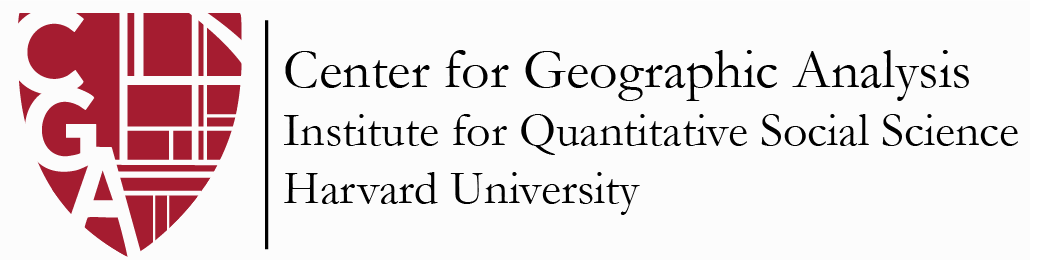 CGA
Center for Geographic Analysis
Institute for Quantitative Social Science
Harvard University